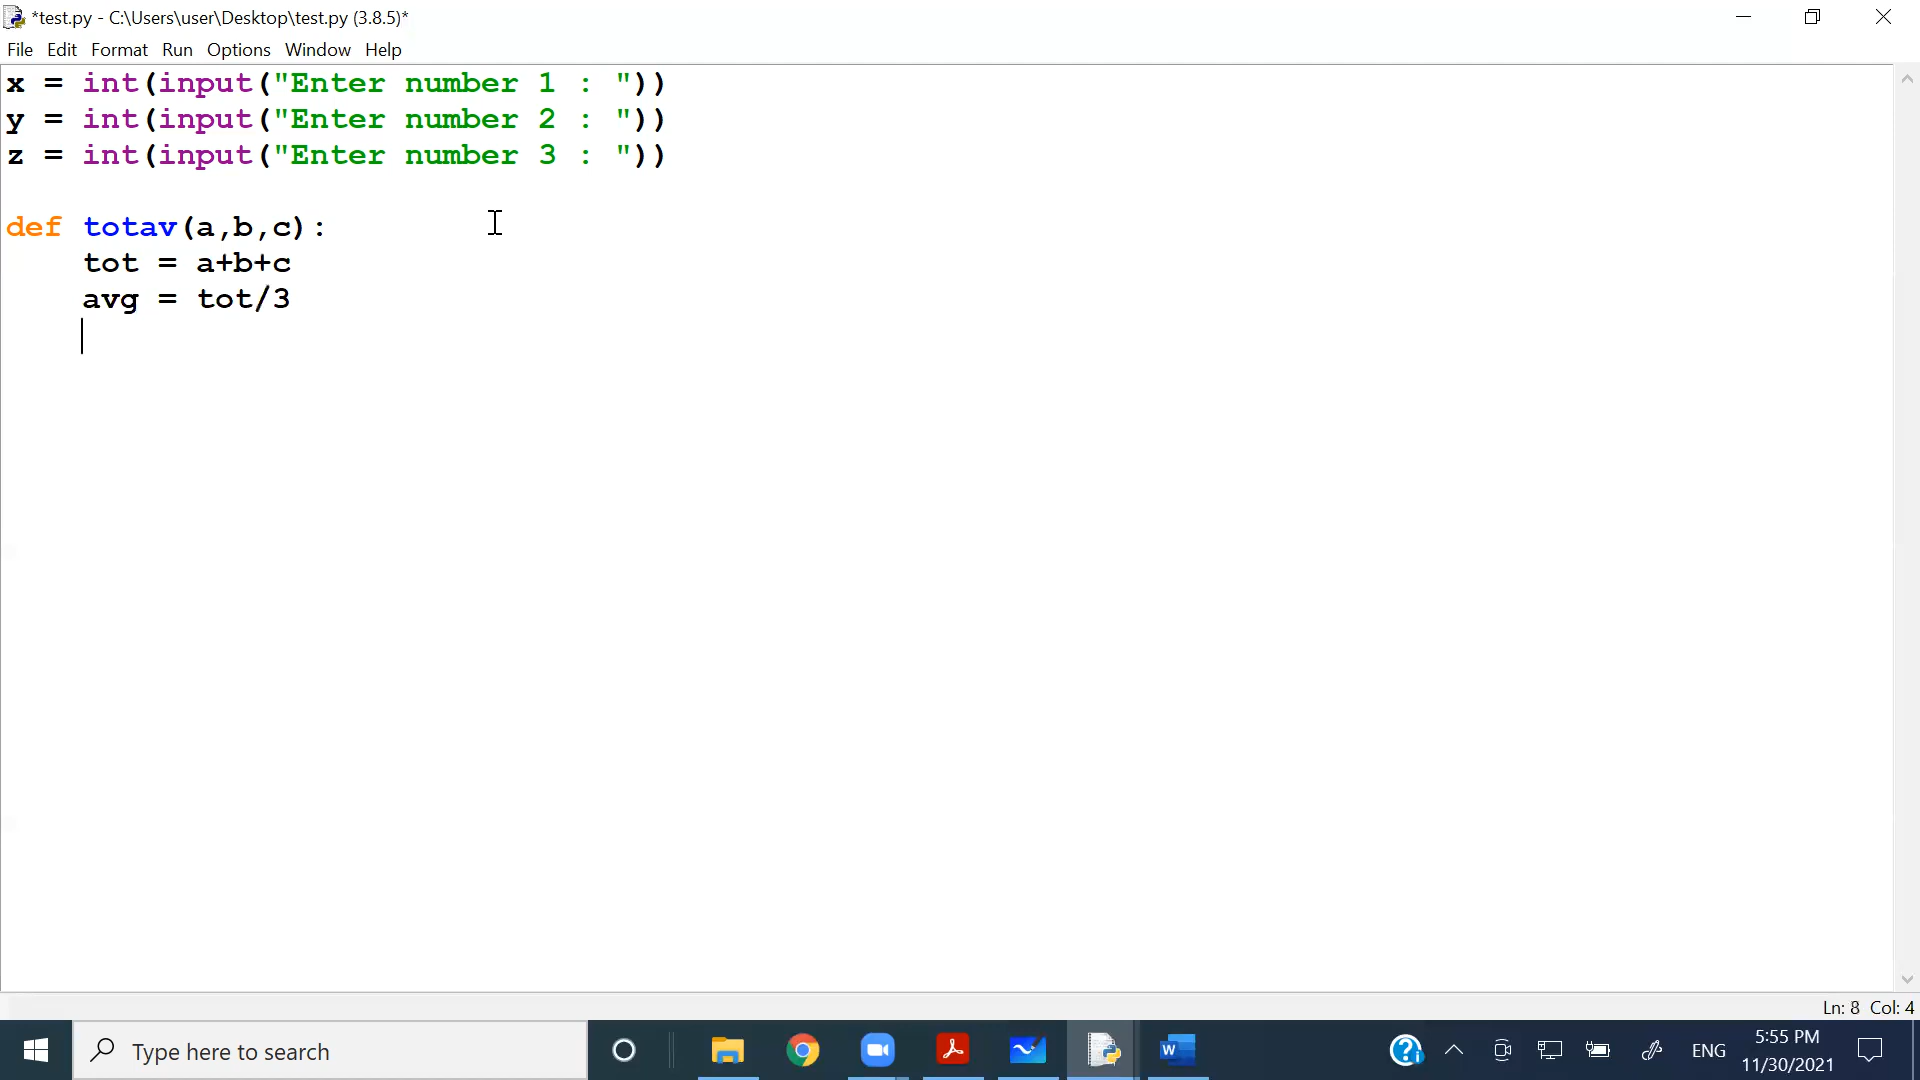 *test.py - C:\Users\user\Desktop\test.py (3.8.5)*
File Edit Format Run Options Window Help
x = int(input("Enter number 1 : "))
y = int(input("Enter number 2 : "))
z = int(input("Enter number 3 : "))
def totav(a,b,c):
    tot = a+b+c
    avg = tot/3
Ln: 8 Col: 4
Type here to search
ENG
5:55 PM
11/30/2021